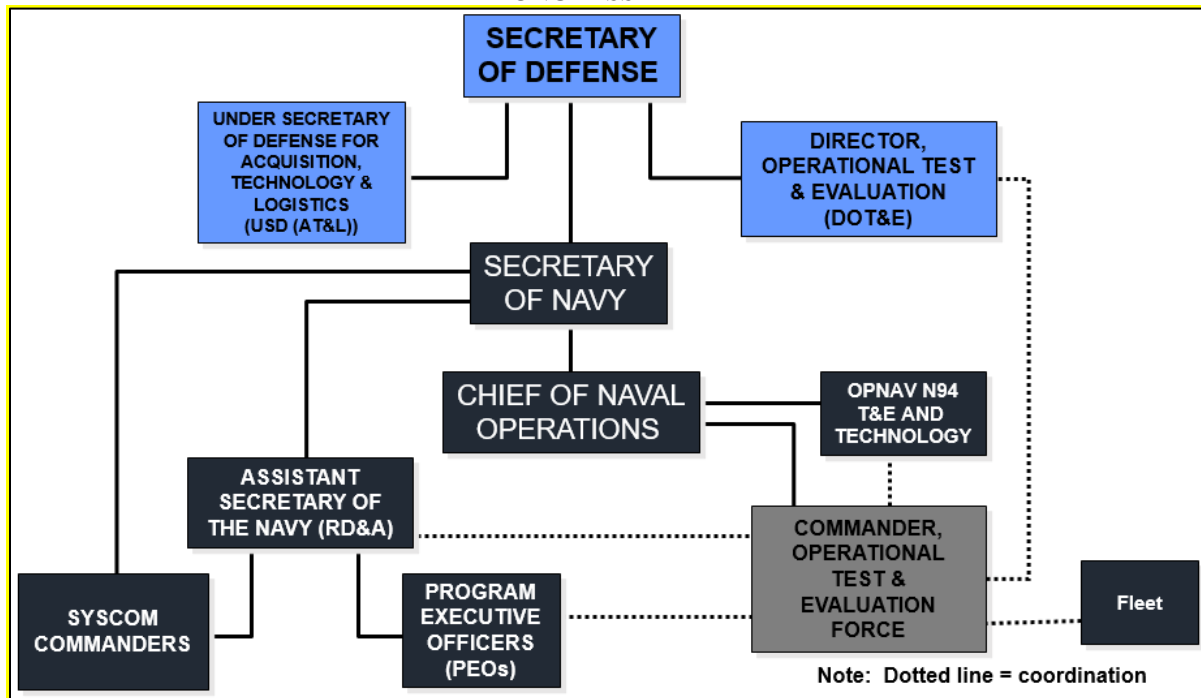 SECRETARY
OF DEFENSE
UNDER SECRETARY
OF DEFENSE FOR
ACQUISITION,
TECHNOLOGY &
LOGISTICS
(USD (AT&L))
DIRECTOR,
OPERATIONAL TEST
& EVALUATION
(DOT&E)
SECRETARY
OF NAVY
CHIEF OF NAVAL
OPERATIONS
OPNAV N94
T&E AND
TECHNOLOGY
ASSISTANT
SECRETARY OF
THE NAVY (RD&A)
COMMANDER,
OPERATIONAL
TEST &
EVALUATION
FORCE
SYSCOM
COMMANDERS
PROGRAM
EXECUTIVE
OFFICERS
(PEOs)
Fleet
Note: Dotted line = coordination